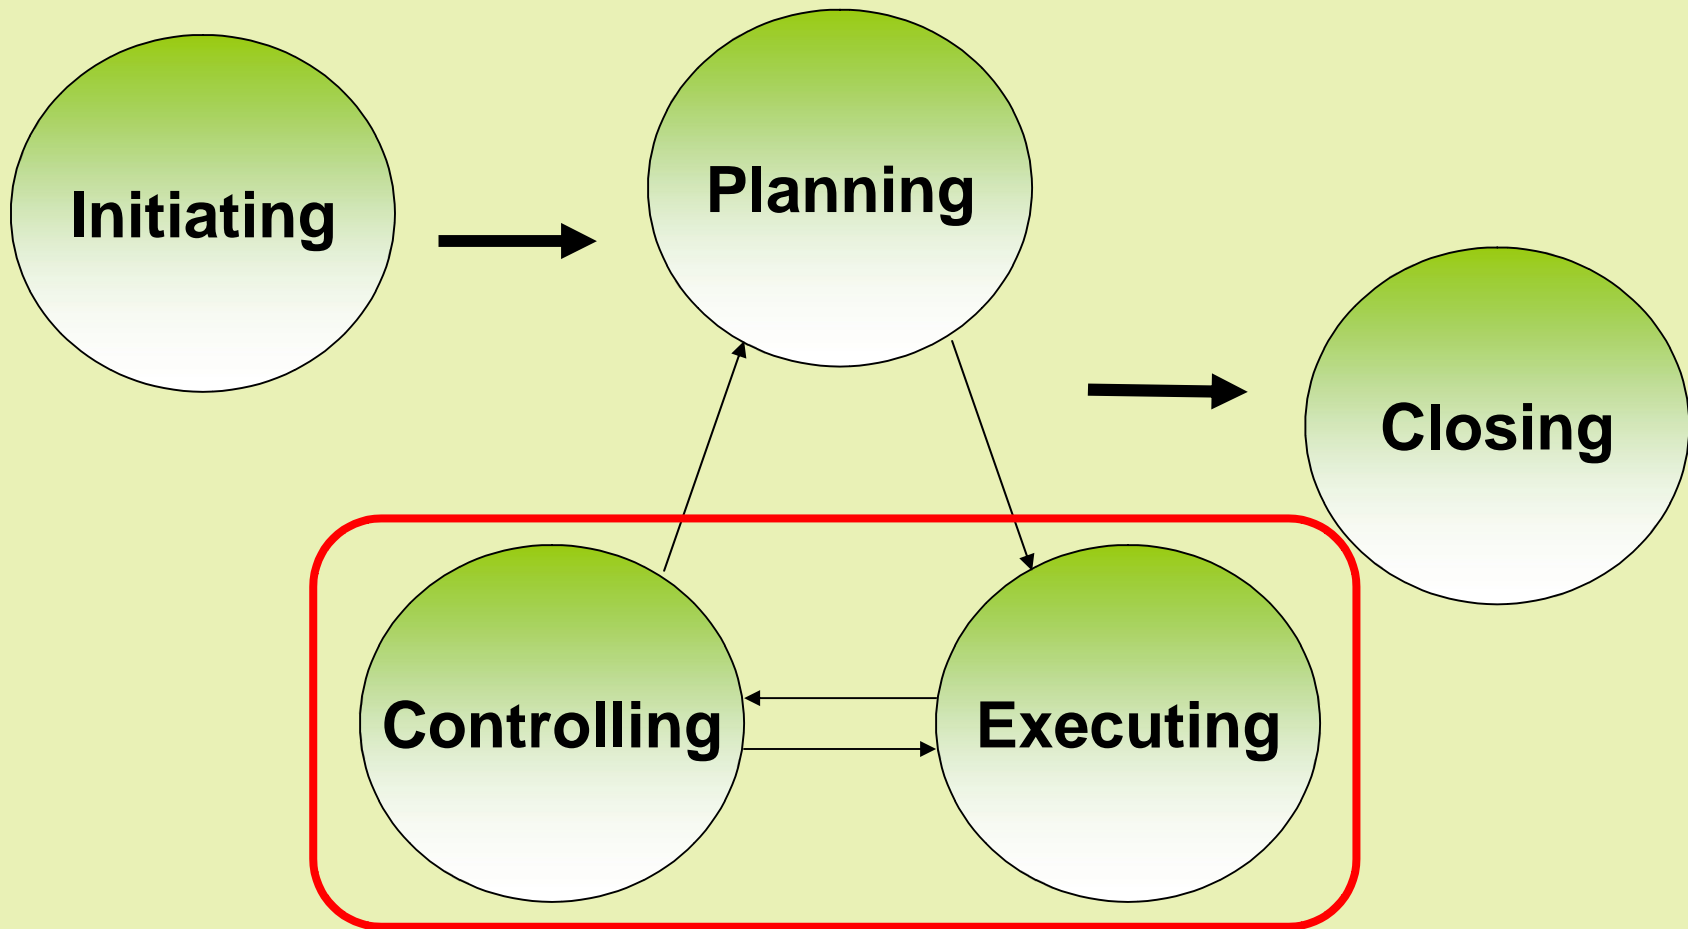 Initiating
Planning
Closing
Controlling
Executing